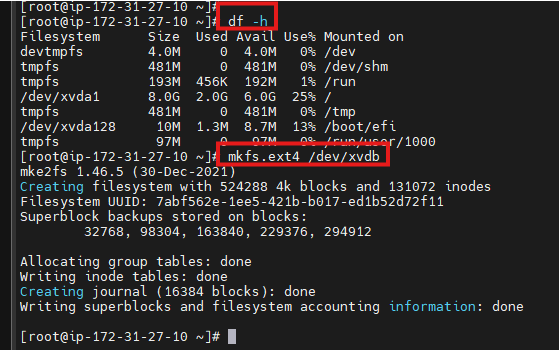 [root@ip-172-31-27-10 ~]#
[root@ip-172-31-27-10 ~]# df -h
Filesystem      Size  Used Avail Use% Mounted on
devtmpfs        4.0M     0  4.0M   0% /dev
tmpfs           481M     0  481M   0% /dev/shm
tmpfs           193M  456K  192M   1% /run
/dev/xvda1      8.0G  2.0G  6.0G  25% /
tmpfs           481M     0  481M   0% /tmp
/dev/xvda128     10M  1.3M  8.7M  13% /boot/efi
tmpfs            97M     0   97M   0% /run/user/1000
[root@ip-172-31-27-10 ~]# mkfs.ext4 /dev/xvdb
mke2fs 1.46.5 (30-Dec-2021)
Creating filesystem with 524288 4k blocks and 131072 inodes
Filesystem UUID: 7abf562e-1ee5-421b-b017-ed1b52d72f11
Superblock backups stored on blocks:
        32768, 98304, 163840, 229376, 294912

Allocating group tables: done
Writing inode tables: done
Creating journal (16384 blocks): done
Writing superblocks and filesystem accounting information: done

[root@ip-172-31-27-10 ~]#